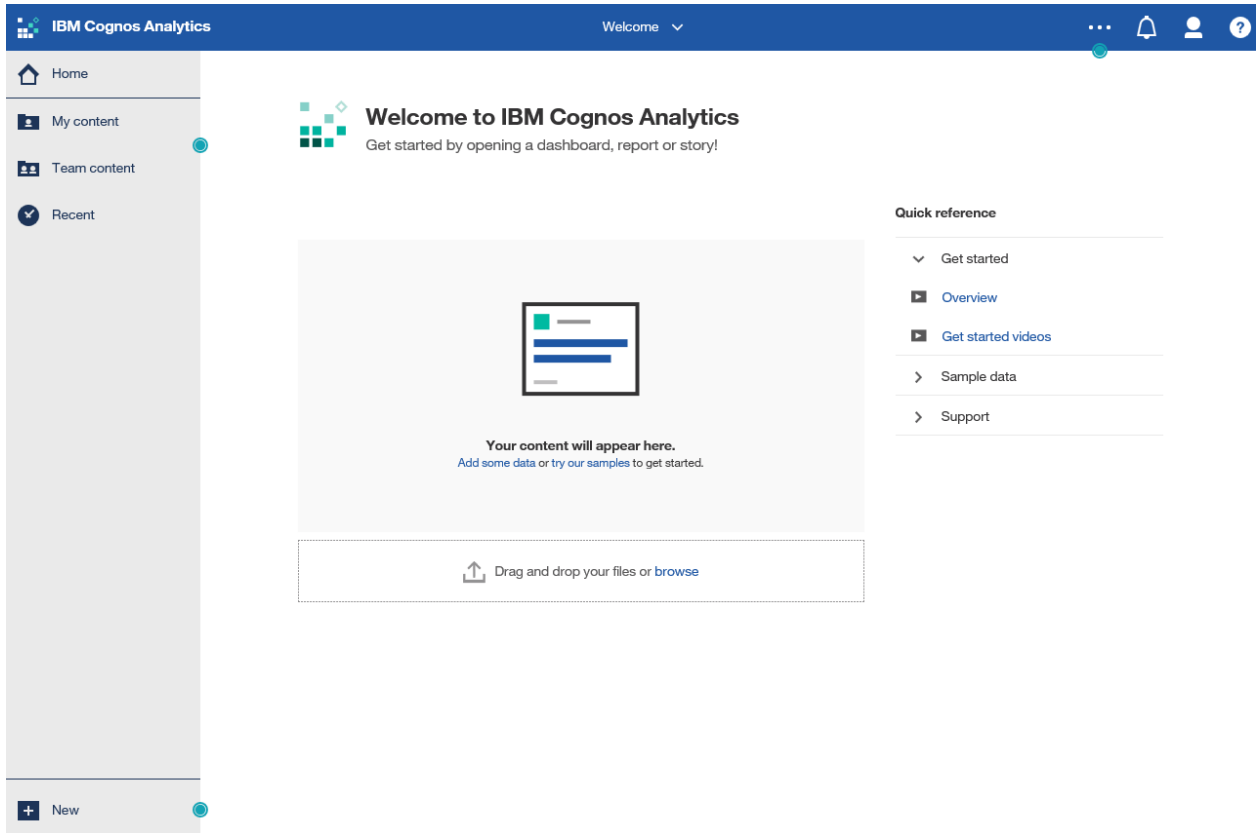 IBM Cognos Analytics
Welcome
Home
My content
Team content
Recent
New
Welcome to IBM Cognos Analytics
Get started by opening a dashboard, report or story!
Your content will appear here.
Add some data or try our samples to get started.
Drag and drop your files or browse
Quick reference
Get started
Overview
Get started videos
Sample data
Support